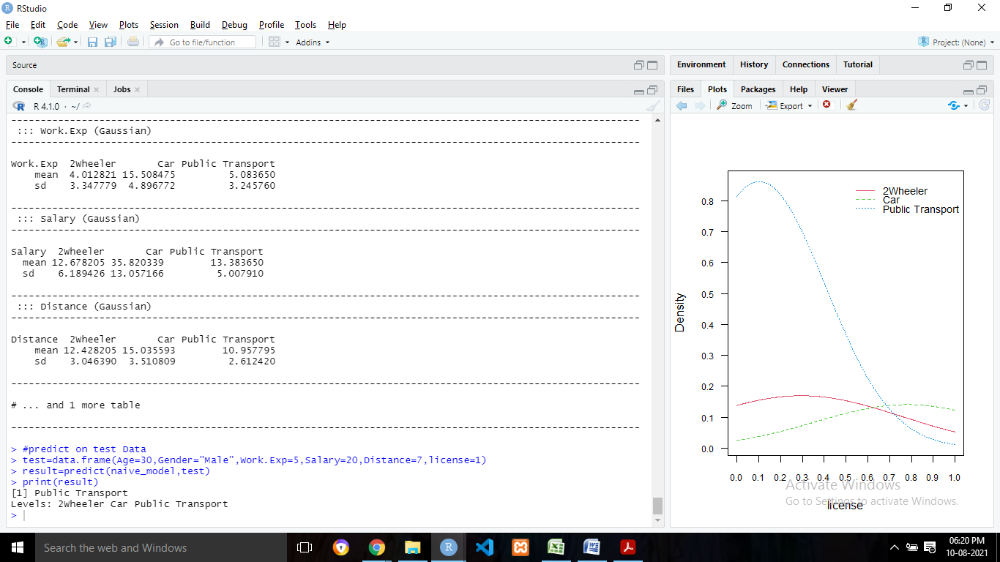 RStudio
File Edit Code View Plots Session Build Debug Profile Tools Help
Go to file/function Addins Project: (None)
Source
Console Terminal Jobs
R 4.1.0 · ~/
--------------------------------------------------------------------------------------------------------------
::: Work.Exp (Gaussian)
--------------------------------------------------------------------------------------------------------------
Work.Exp 2Wheeler Car Public Transport
mean 4.012821 15.508475 5.083650
sd 3.347779 4.896772 3.245760
--------------------------------------------------------------------------------------------------------------
::: Salary (Gaussian)
--------------------------------------------------------------------------------------------------------------
Salary 2Wheeler Car Public Transport
mean 12.678205 35.820339 13.383650
sd 6.189426 13.057166 5.007910
--------------------------------------------------------------------------------------------------------------
::: Distance (Gaussian)
--------------------------------------------------------------------------------------------------------------
Distance 2Wheeler Car Public Transport
mean 12.428205 15.035593 10.957795
sd 3.046390 3.510809 2.612420
--------------------------------------------------------------------------------------------------------------
# ... and 1 more table
--------------------------------------------------------------------------------------------------------------
> #predict on test Data
> test=data.frame(Age=30,Gender="Male",Work.Exp=5,Salary=20,Distance=7,license=1)
> result=predict(naive_model,test)
> print(result)
[1] Public Transport
Levels: 2Wheeler Car Public Transport
>
Environment History Connections Tutorial
Files Plots Packages Help Viewer
Zoom Export
2Wheeler
Car
Public Transport
0.8
0.7
0.6
0.5
0.4
0.3
0.2
0.1
0.0
Density
0.0 0.1 0.2 0.3 0.4 0.5 0.6 0.7 0.8 0.9 1.0
license
Activate Windows
Go to Settings to activate Windows.
Search the web and Windows
06:20 PM
10-08-2021